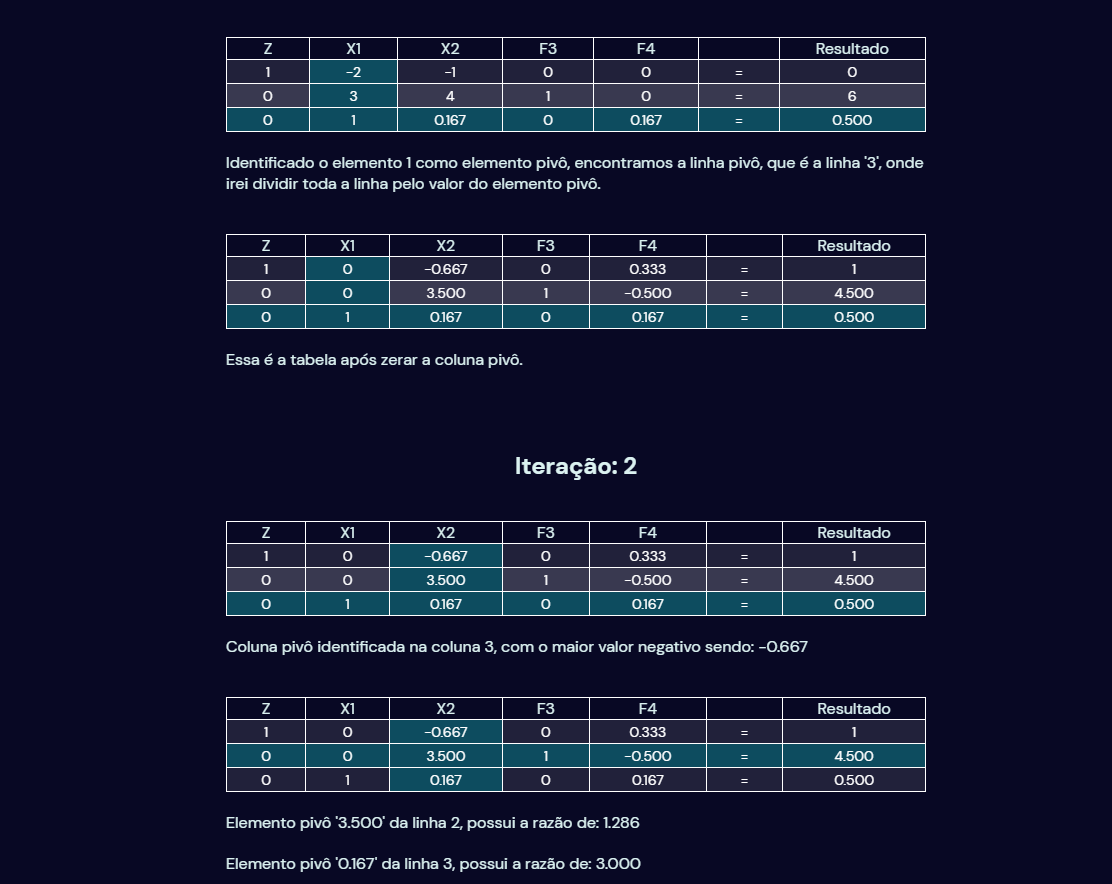 Z X1 X2 F3 F4 Resultado
1 -2 -1 0 0 = 0
0 3 4 1 0 = 6
0 1 0.167 0 0.167 = 0.500
Identificado o elemento 1 como elemento pivô, encontramos a linha pivô, que é a linha '3', onde
irei dividir toda a linha pelo valor do elemento pivô.
Z X1 X2 F3 F4 Resultado
1 0 -0.667 0 0.333 = 1
0 0 3.500 1 -0.500 = 4.500
0 1 0.167 0 0.167 = 0.500
Essa é a tabela após zerar a coluna pivô.
Iteração: 2
Z X1 X2 F3 F4 Resultado
1 0 -0.667 0 0.333 = 1
0 0 3.500 1 -0.500 = 4.500
0 1 0.167 0 0.167 = 0.500
Coluna pivô identificada na coluna 3, com o maior valor negativo sendo: -0.667
Z X1 X2 F3 F4 Resultado
1 0 -0.667 0 0.333 = 1
0 0 3.500 1 -0.500 = 4.500
0 1 0.167 0 0.167 = 0.500
Elemento pivô '3.500' da linha 2, possui a razão de: 1.286
Elemento pivô '0.167' da linha 3, possui a razão de: 3.000